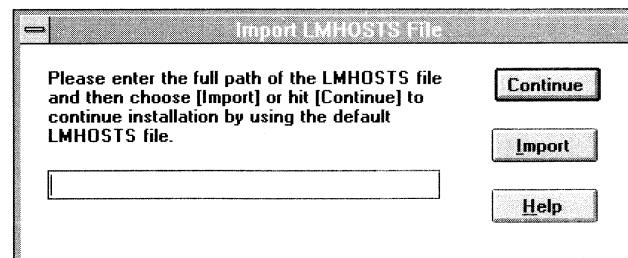 Import LMHOSTS File
Please enter the full path of the LMHOSTS file
and then choose [Import] or hit [Continue] to
continue installation by using the default
LMHOSTS file.
Continue
Import
Help